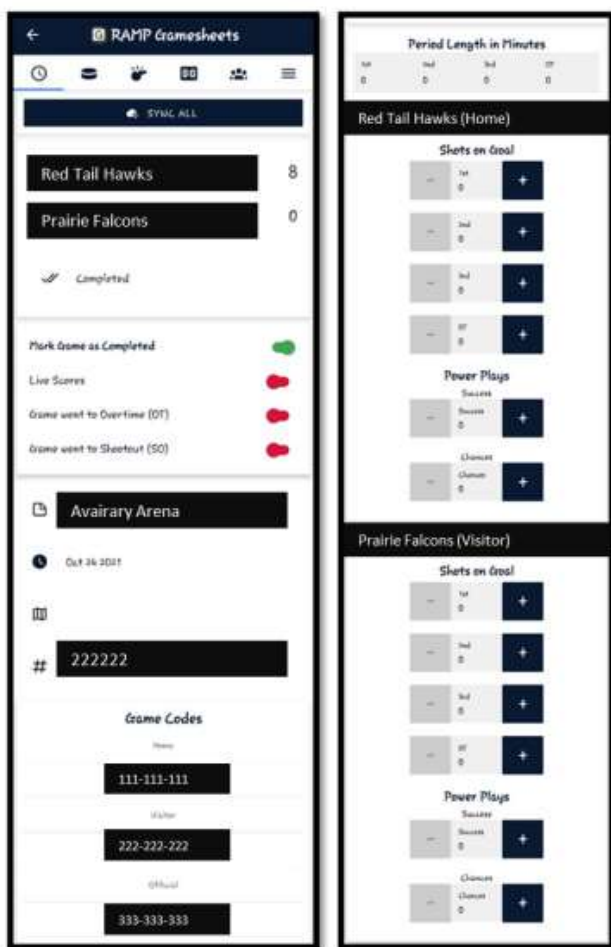 RAMP Gamesheets
SO
SYNC ALL
Red Tail Hawks 8
Prairie Falcons 0
Completed
Mark Game as Completed
Live Scores
Game went to Overtime (OT)
Game went to Shootout (SO)
Avairary Arena
Oct 26 2021
# 222222
Game Codes
Home
111-111-111
Visitor
222-222-222
Official
333-333-333
Period Length in Minutes
1st 2nd 3rd OT
0 0 0 0
Red Tail Hawks (Home)
Shots on Goal
1st
- 0 +
2nd
- 0 +
3rd
- 0 +
OT
- 0 +
Power Plays
Success
Success
- 0 +
Chances
Chances
- 0 +
Prairie Falcons (Visitor)
Shots on Goal
1st
- 0 +
2nd
- 0 +
3rd
- 0 +
OT
- 0 +
Power Plays
Success
Success
- 0 +
Chances
Chances
- 0 +